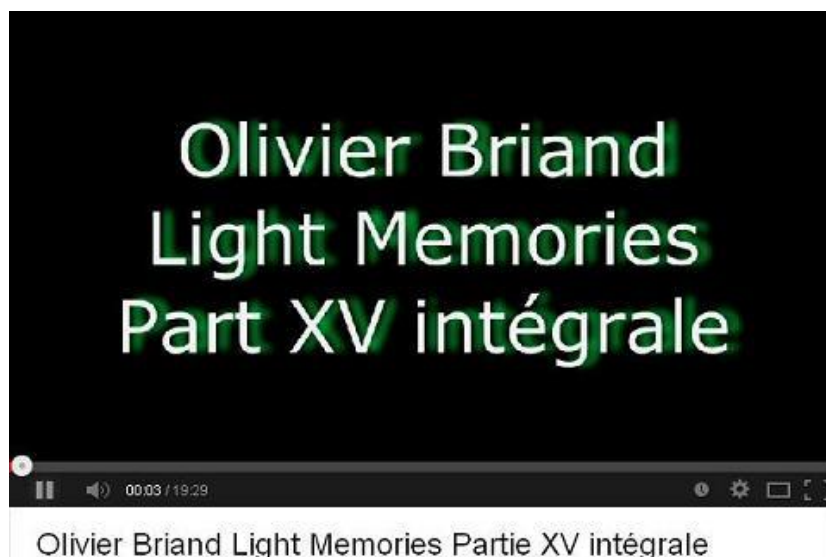 Olivier Briand
Light Memories
Part XV intégrale
00:03 / 19:29
Olivier Briand Light Memories Partie XV intégrale